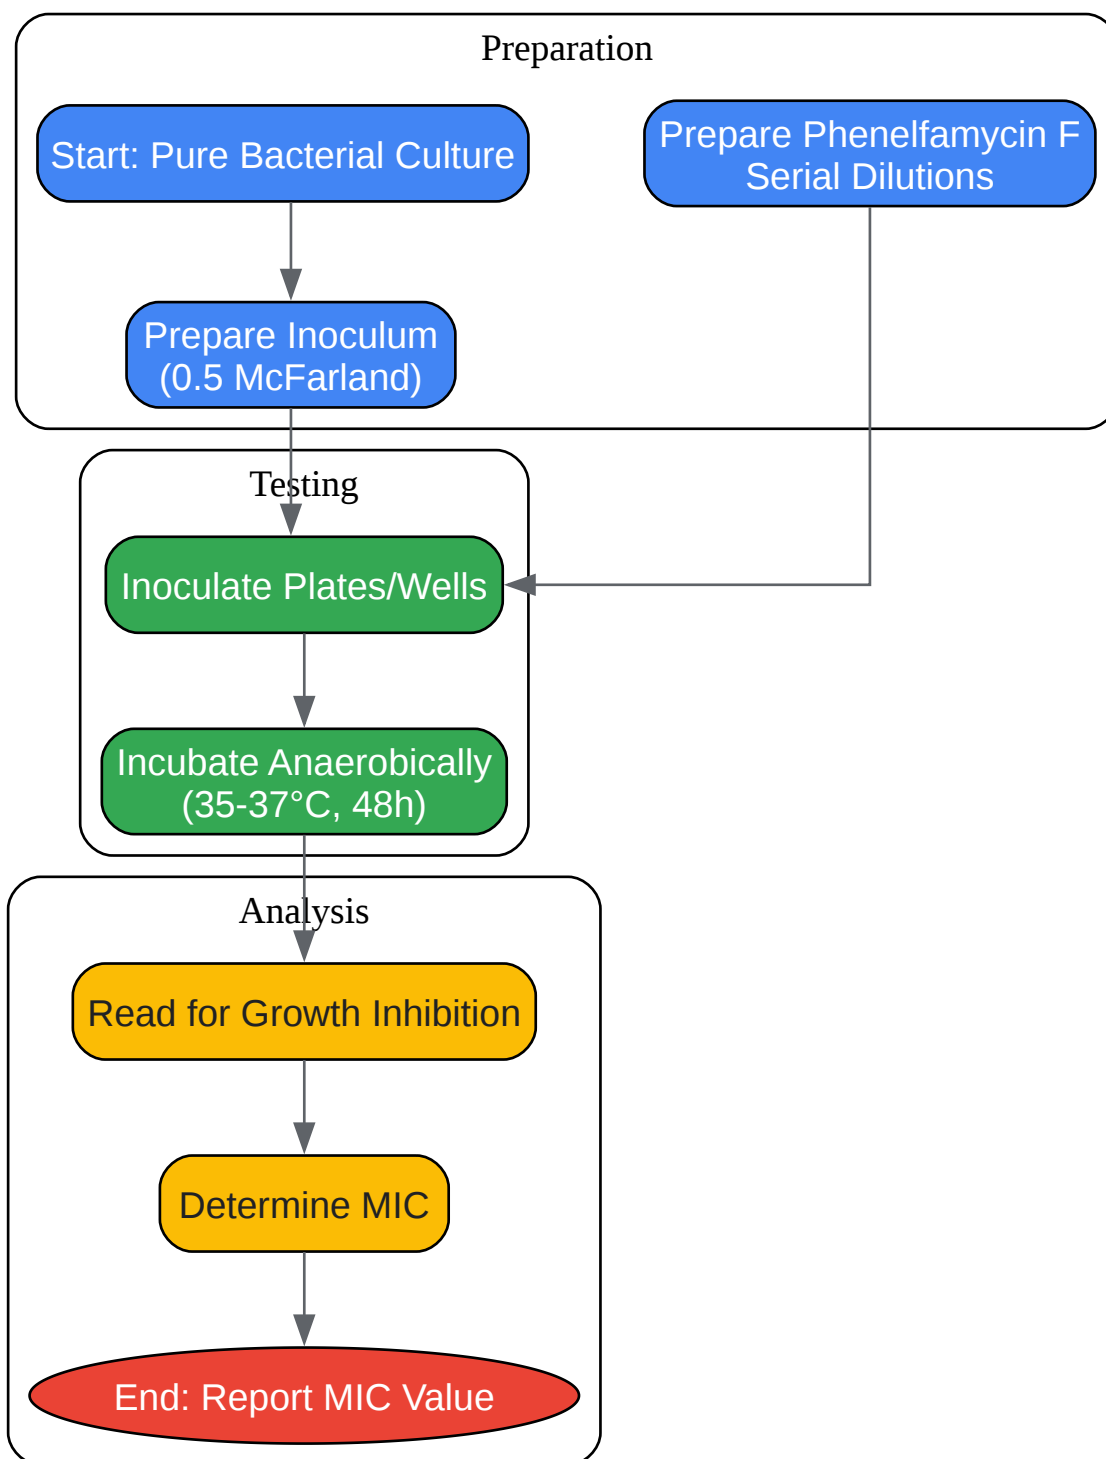 Preparation
Start: Pure Bacterial Culture
Prepare Phenelfamycin F
Serial Dilutions
Prepare Inoculum
(0.5 McFarland)
Testing
Inoculate Plates/Wells
Incubate Anaerobically
(35-37°C, 48h)
Analysis
Read for Growth Inhibition
Determine MIC
End: Report MIC Value